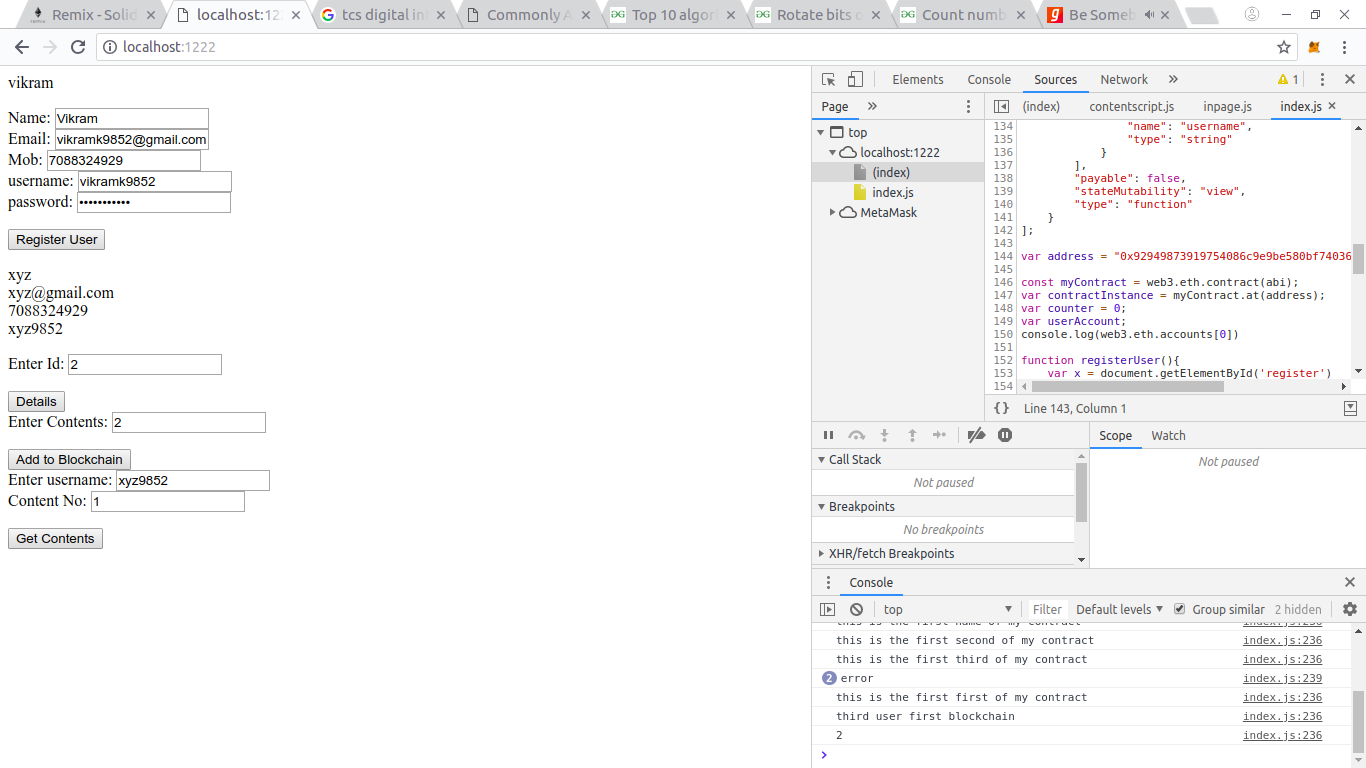 Remix - Solid
localhost:12
tcs digital in
Commonly A
Top 10 algori
Rotate bits o
Count numb
Be Someb
localhost:1222
vikram
Name: Vikram
Email: vikramk9852@gmail.com
Mob: 7088324929
username: vikramk9852
password: •••••••••••
Register User
xyz
xyz@gmail.com
7088324929
xyz9852
Enter Id: 2
Details
Enter Contents: 2
Add to Blockchain
Enter username: xyz9852
Content No: 1
Get Contents
Elements Console Sources Network » 1
Page »
top
localhost:1222
(index)
index.js
MetaMask
(index) contentscript.js inpage.js index.js
134 "name": "username",
135 "type": "string"
136 }
137 ],
138 "payable": false,
139 "stateMutability": "view",
140 "type": "function"
141 }
142 ];
143
144 var address = "0x92949873919754086c9e9be580bf74036
145
146 const myContract = web3.eth.contract(abi);
147 var contractInstance = myContract.at(address);
148 var counter = 0;
149 var userAccount;
150 console.log(web3.eth.accounts[0])
151
152 function registerUser(){
153 var x = document.getElementById('register')
154
{} Line 143, Column 1
Call Stack
Not paused
Breakpoints
No breakpoints
XHR/fetch Breakpoints
Scope Watch
Not paused
Console
top Filter Default levels Group similar 2 hidden
this is the first name of my contract index.js:236
this is the first second of my contract index.js:236
this is the first third of my contract index.js:236
2 error index.js:239
this is the first first of my contract index.js:236
third user first blockchain index.js:236
2 index.js:236
>